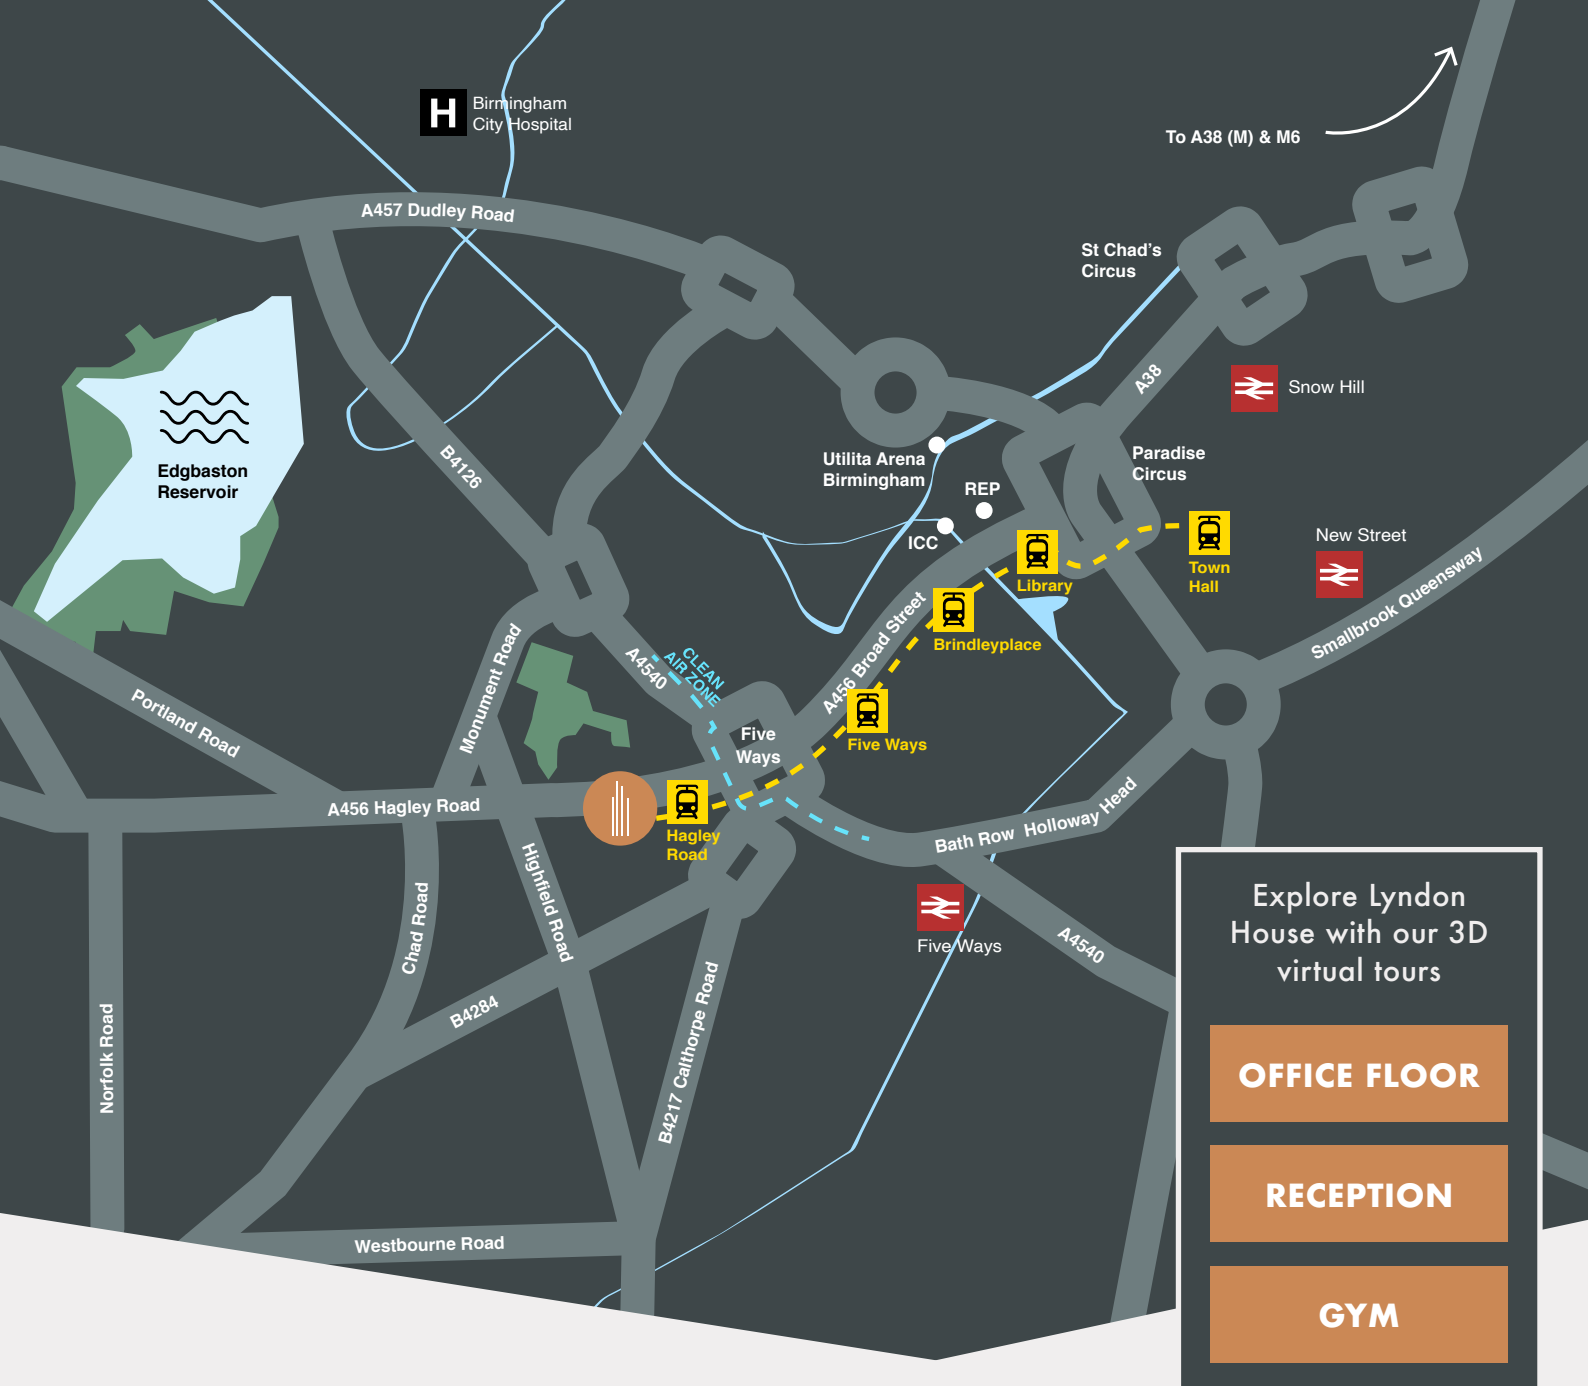 H
Birmingham
City Hospital
To A38 (M) & M6
A457 Dudley Road
St Chad's
Circus
A38
Snow Hill
Edgbaston
Reservoir
B4126
Utilita Arena
Birmingham
REP
ICC
Paradise
Circus
Library
Town
Hall
New Street
Smallbrook Queensway
Brindleyplace
A456 Broad Street
Five Ways
CLEAN
AIR ZONE
A4540
Monument Road
Portland Road
Five
Ways
A456 Hagley Road
Hagley
Road
Bath Row Holloway Head
Highfield Road
Chad Road
Five Ways
A4540
B4284
B4217 Calthorpe Road
Norfolk Road
Westbourne Road
Explore Lyndon
House with our 3D
virtual tours
OFFICE FLOOR
RECEPTION
GYM